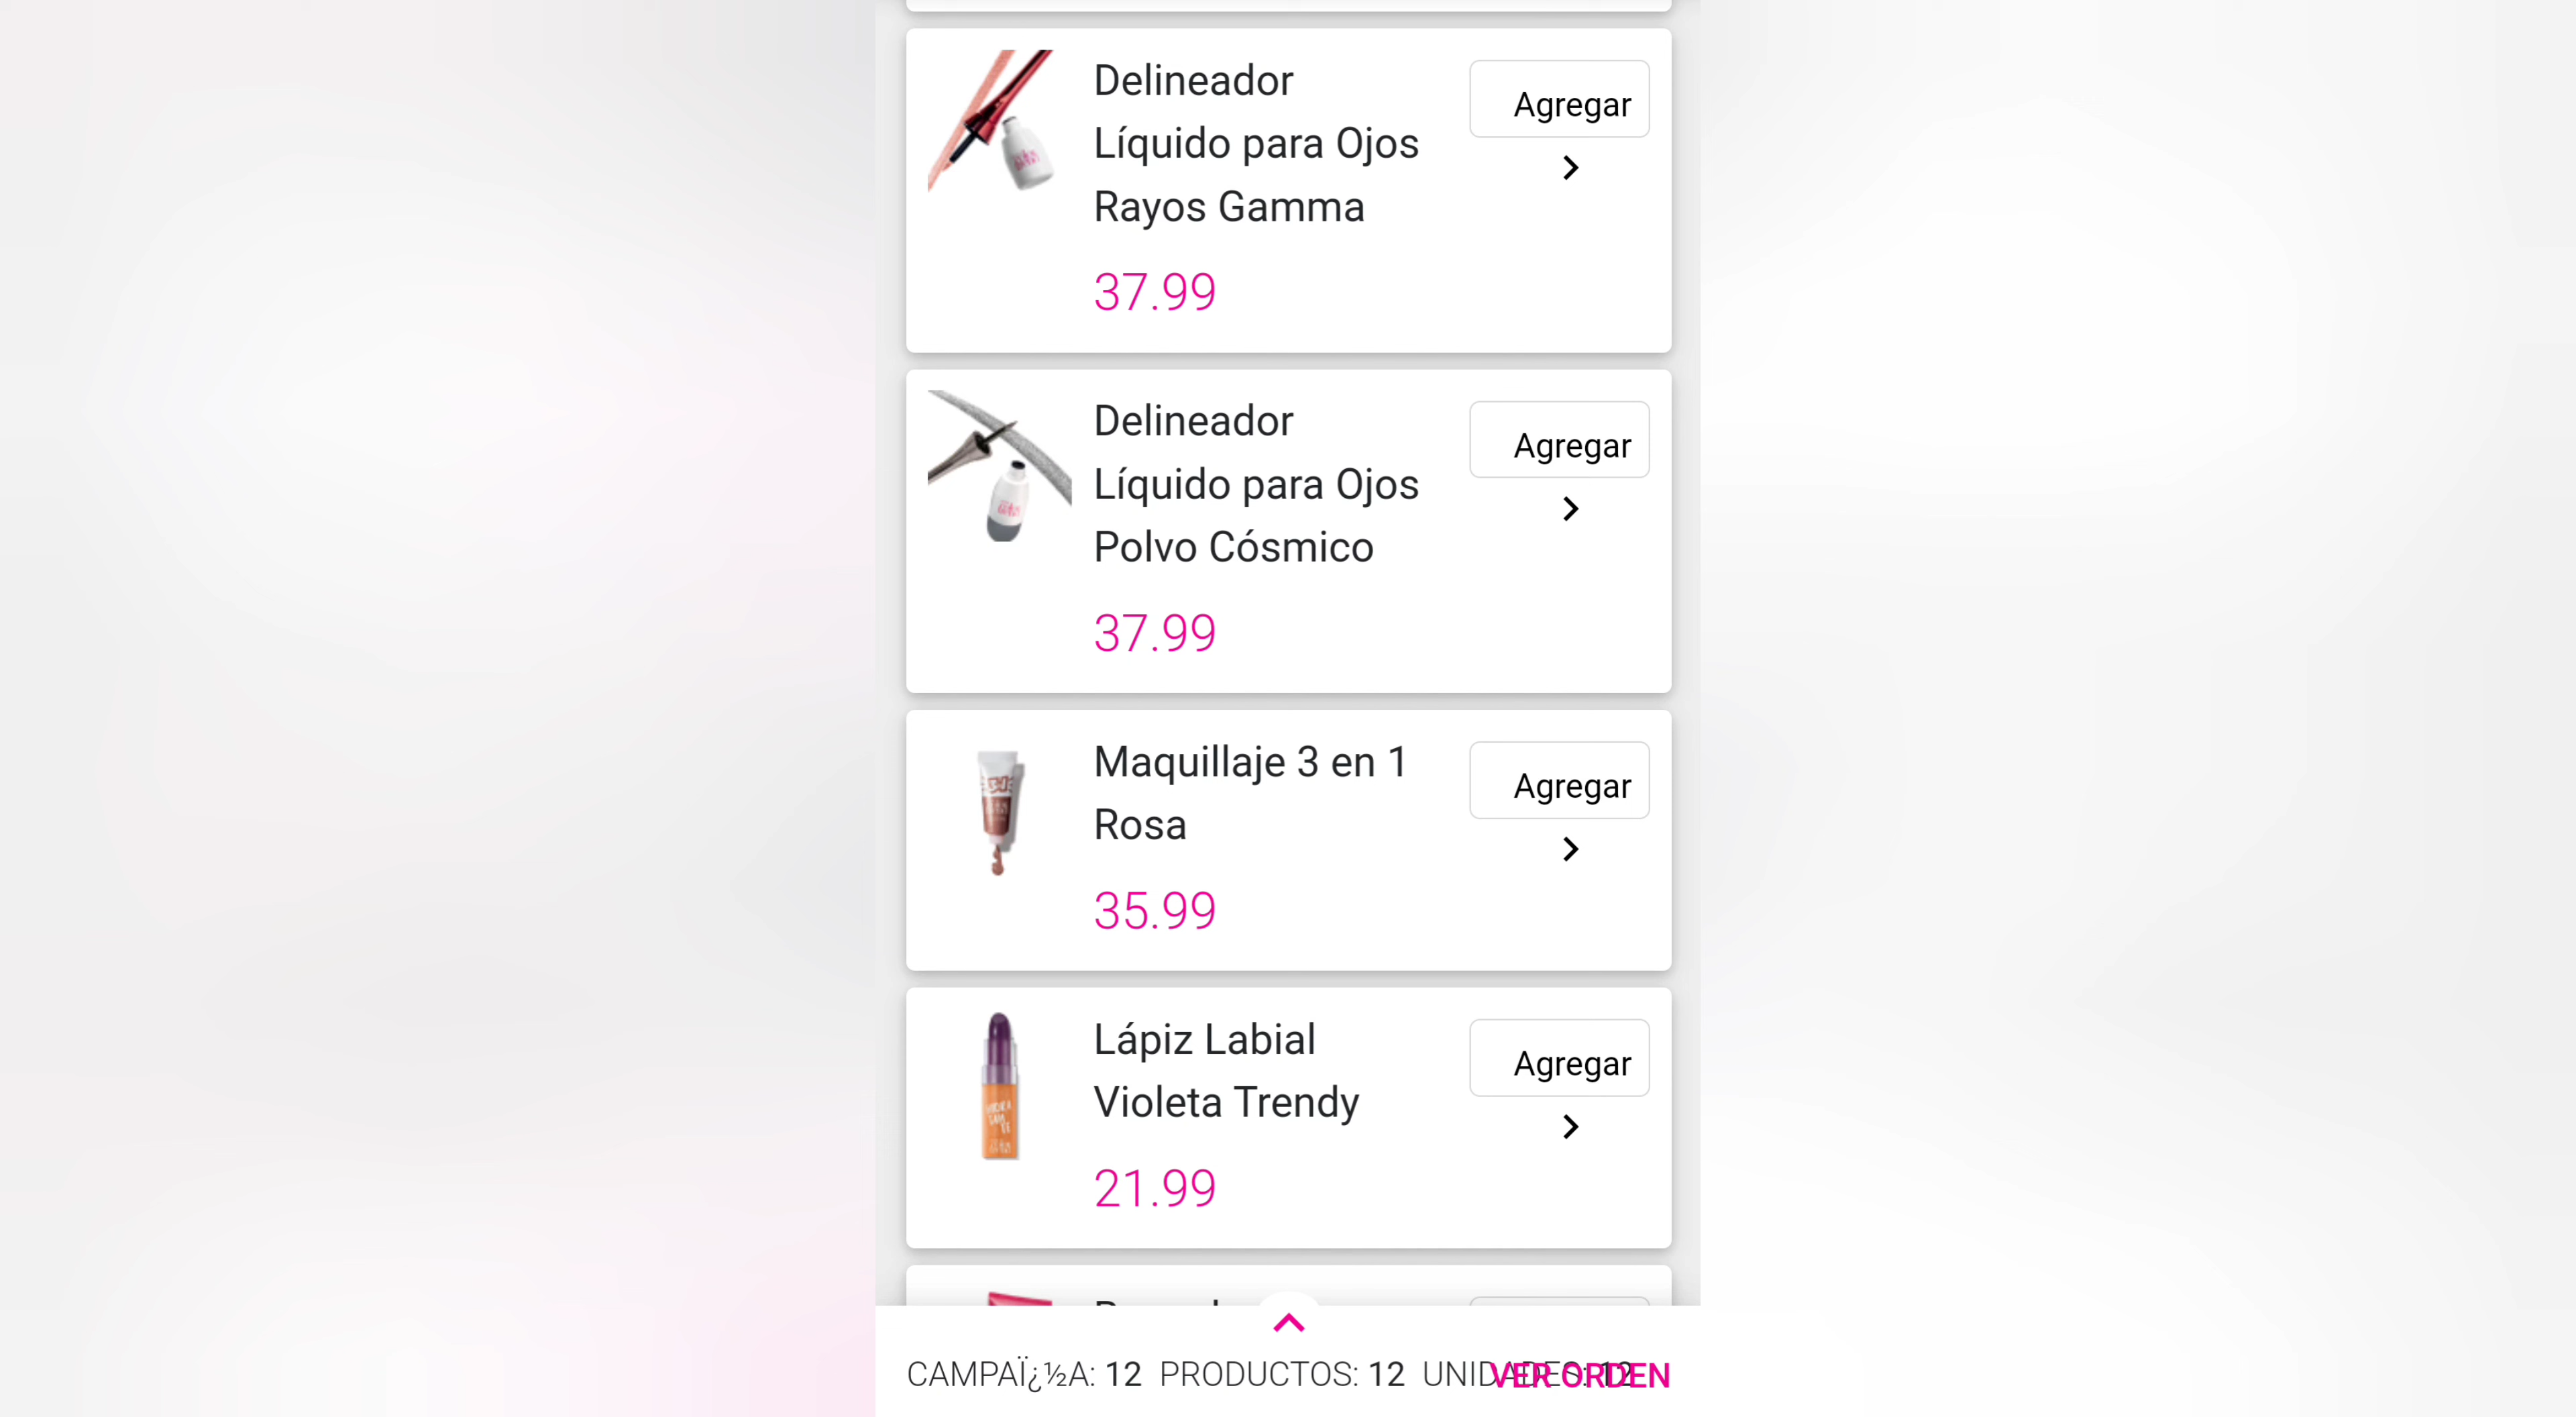 Delineador
Líquido para Ojos
Rayos Gamma
37.99
Agregar
Delineador
Líquido para Ojos
Polvo Cósmico
37.99
Agregar
Maquillaje 3 en 1
Rosa
35.99
Agregar
Lápiz Labial
Violeta Trendy
21.99
Agregar
CAMPAï¿½A: 12 PRODUCTOS: 12 UNIDADES: 12
VER ORDEN